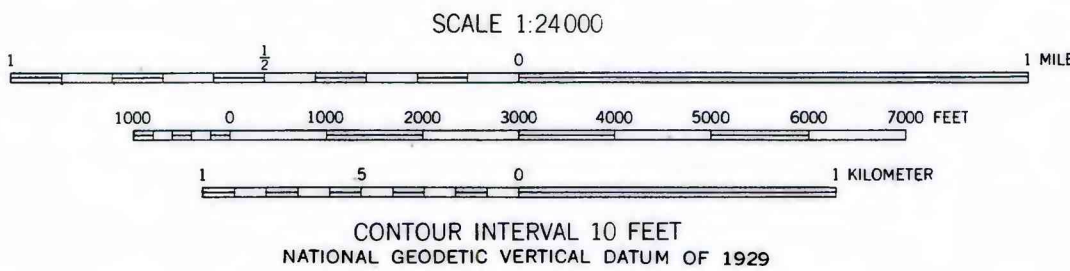 SCALE 1:24000
1 ½ 0 1 MILE
1000 0 1000 2000 3000 4000 5000 6000 7000 FEET
1 .5 0 1 KILOMETER
CONTOUR INTERVAL 10 FEET
NATIONAL GEODETIC VERTICAL DATUM OF 1929